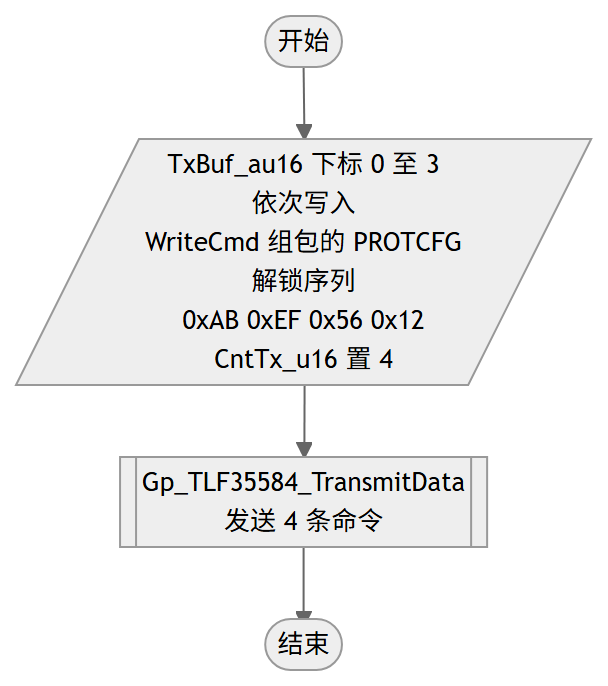 开始
TxBuf_au16 下标 0 至 3
依次写入
WriteCmd 组包的 PROTCFG
解锁序列
0xAB 0xEF 0x56 0x12
CntTx_u16 置 4
Gp_TLF35584_TransmitData
发送 4 条命令
结束